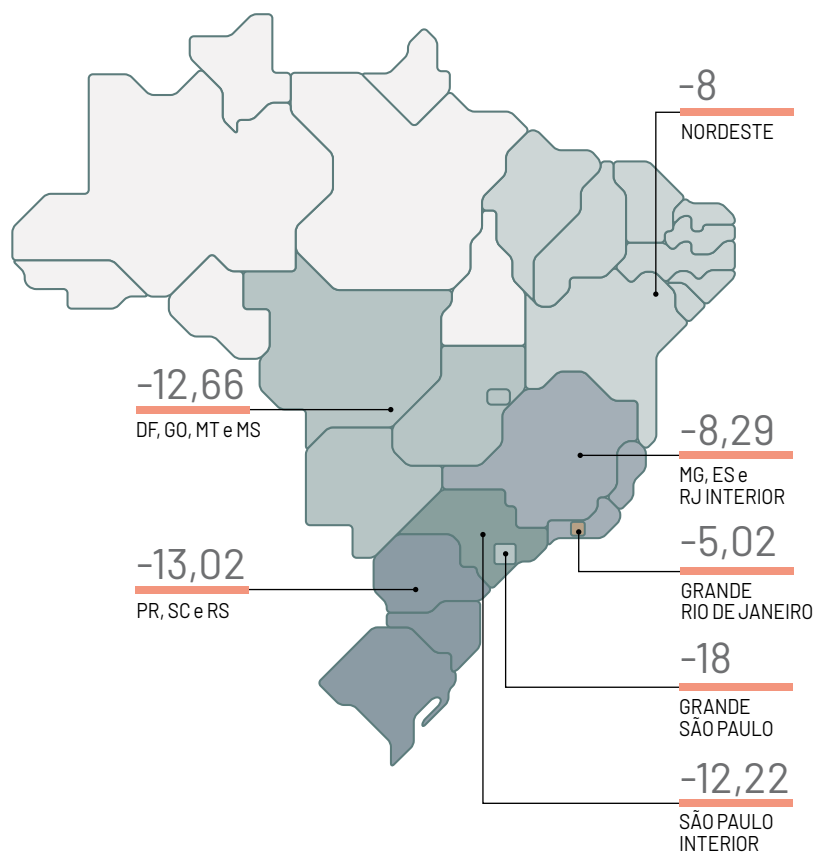 -8
NORDESTE
-12,66
DF, GO, MT e MS
-8,29
MG, ES e
RJ INTERIOR
-5,02
GRANDE
RIO DE JANEIRO
-13,02
PR, SC e RS
-18
GRANDE
SÃO PAULO
-12,22
SÃO PAULO
INTERIOR